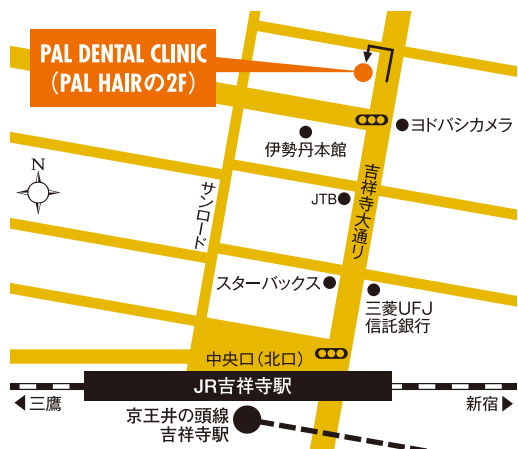 PAL DENTAL CLINIC
(PAL HAIRの2F)
ヨドバシカメラ
伊勢丹本館
N
サンロード
JTB
吉祥寺大通り
スターバックス
三菱UFJ
信託銀行
中央口(北口)
JR吉祥寺駅
三鷹
新宿
京王井の頭線
吉祥寺駅